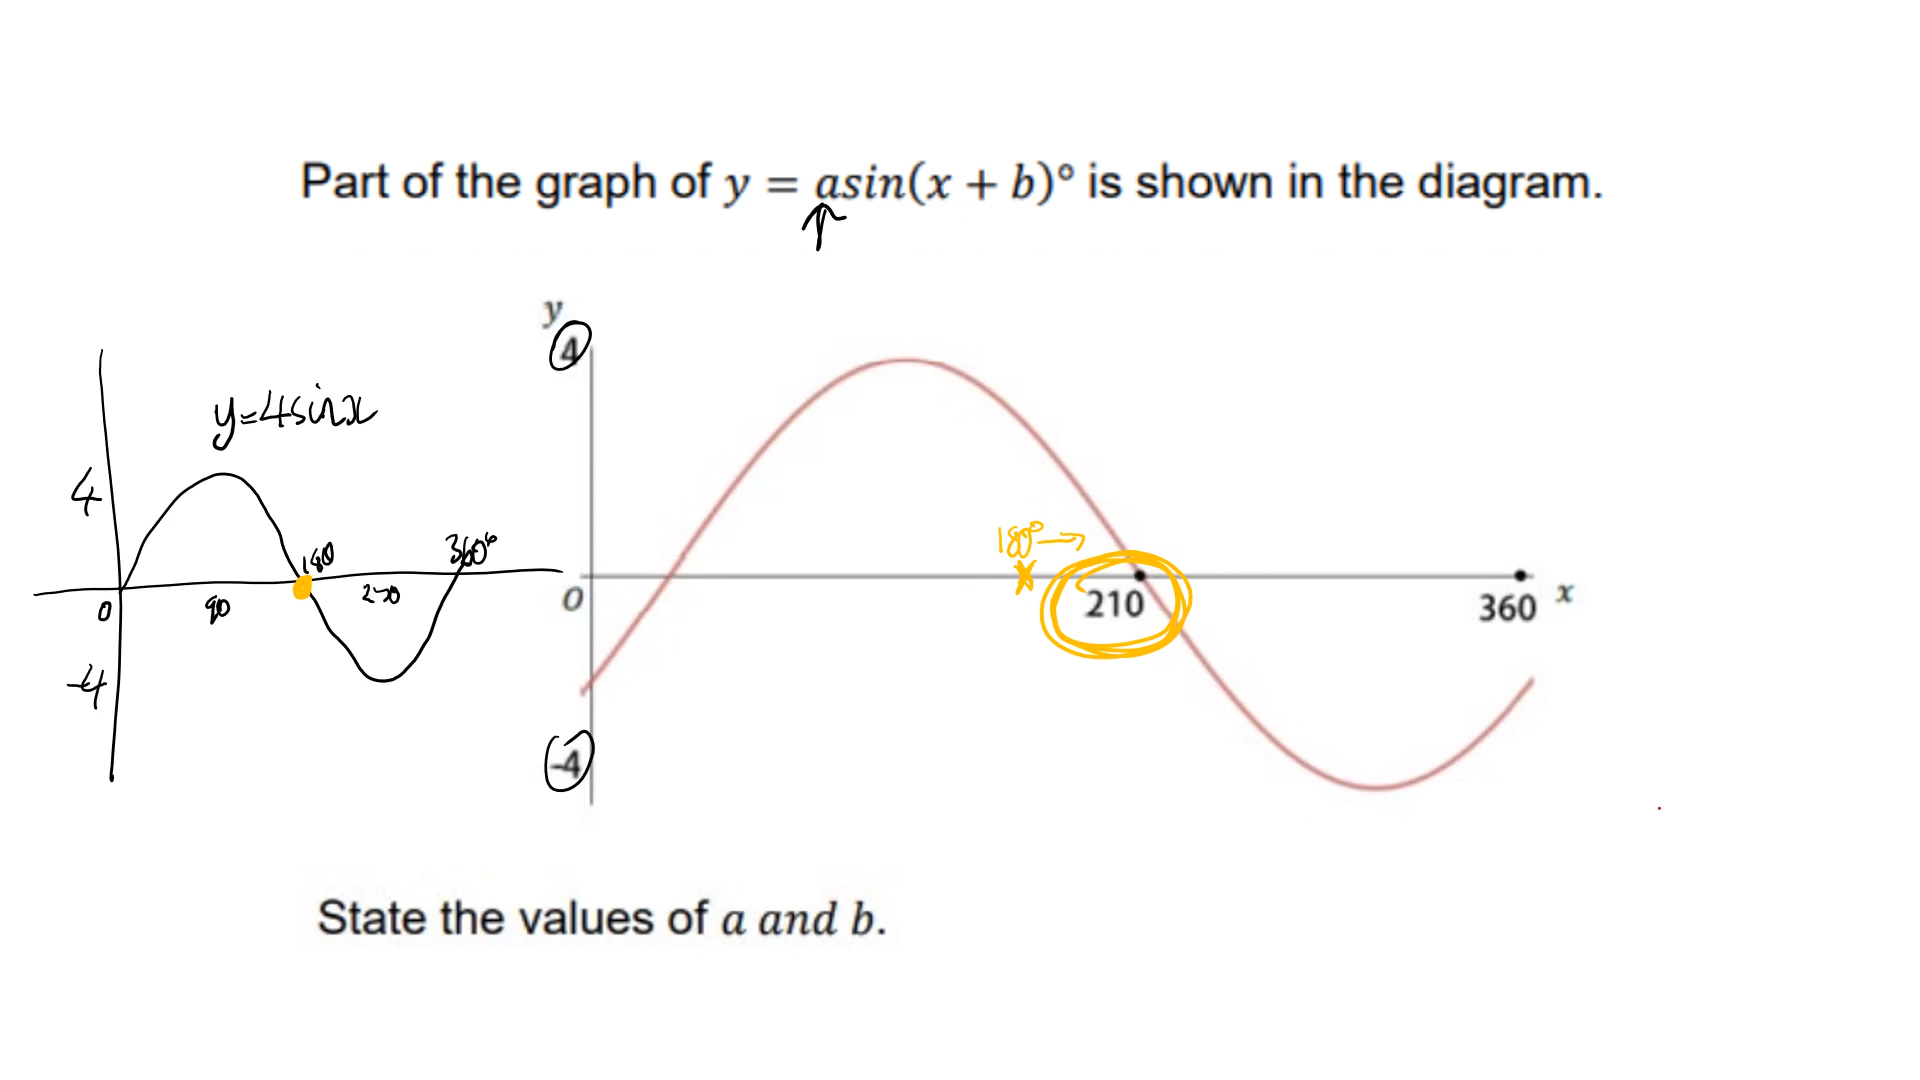 Part of the graph of y = asin(x + b)° is shown in the diagram.
y
4
y=4sinx
4
180° →
180
360°
0
90
270
0
210
360
x
-4
-4
State the values of a and b.